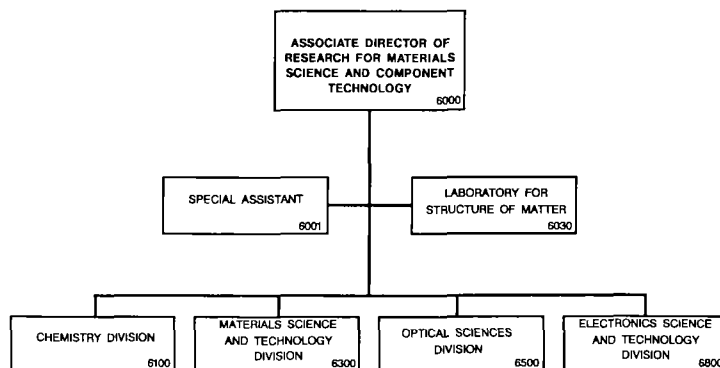 ASSOCIATE DIRECTOR OF
RESEARCH FOR MATERIALS
SCIENCE AND COMPONENT
TECHNOLOGY
6000
SPECIAL ASSISTANT
6001
LABORATORY FOR
STRUCTURE OF MATTER
6030
CHEMISTRY DIVISION
6100
MATERIALS SCIENCE
AND TECHNOLOGY
DIVISION
6300
OPTICAL SCIENCES
DIVISION
6500
ELECTRONICS SCIENCE
AND TECHNOLOGY
DIVISION
6800